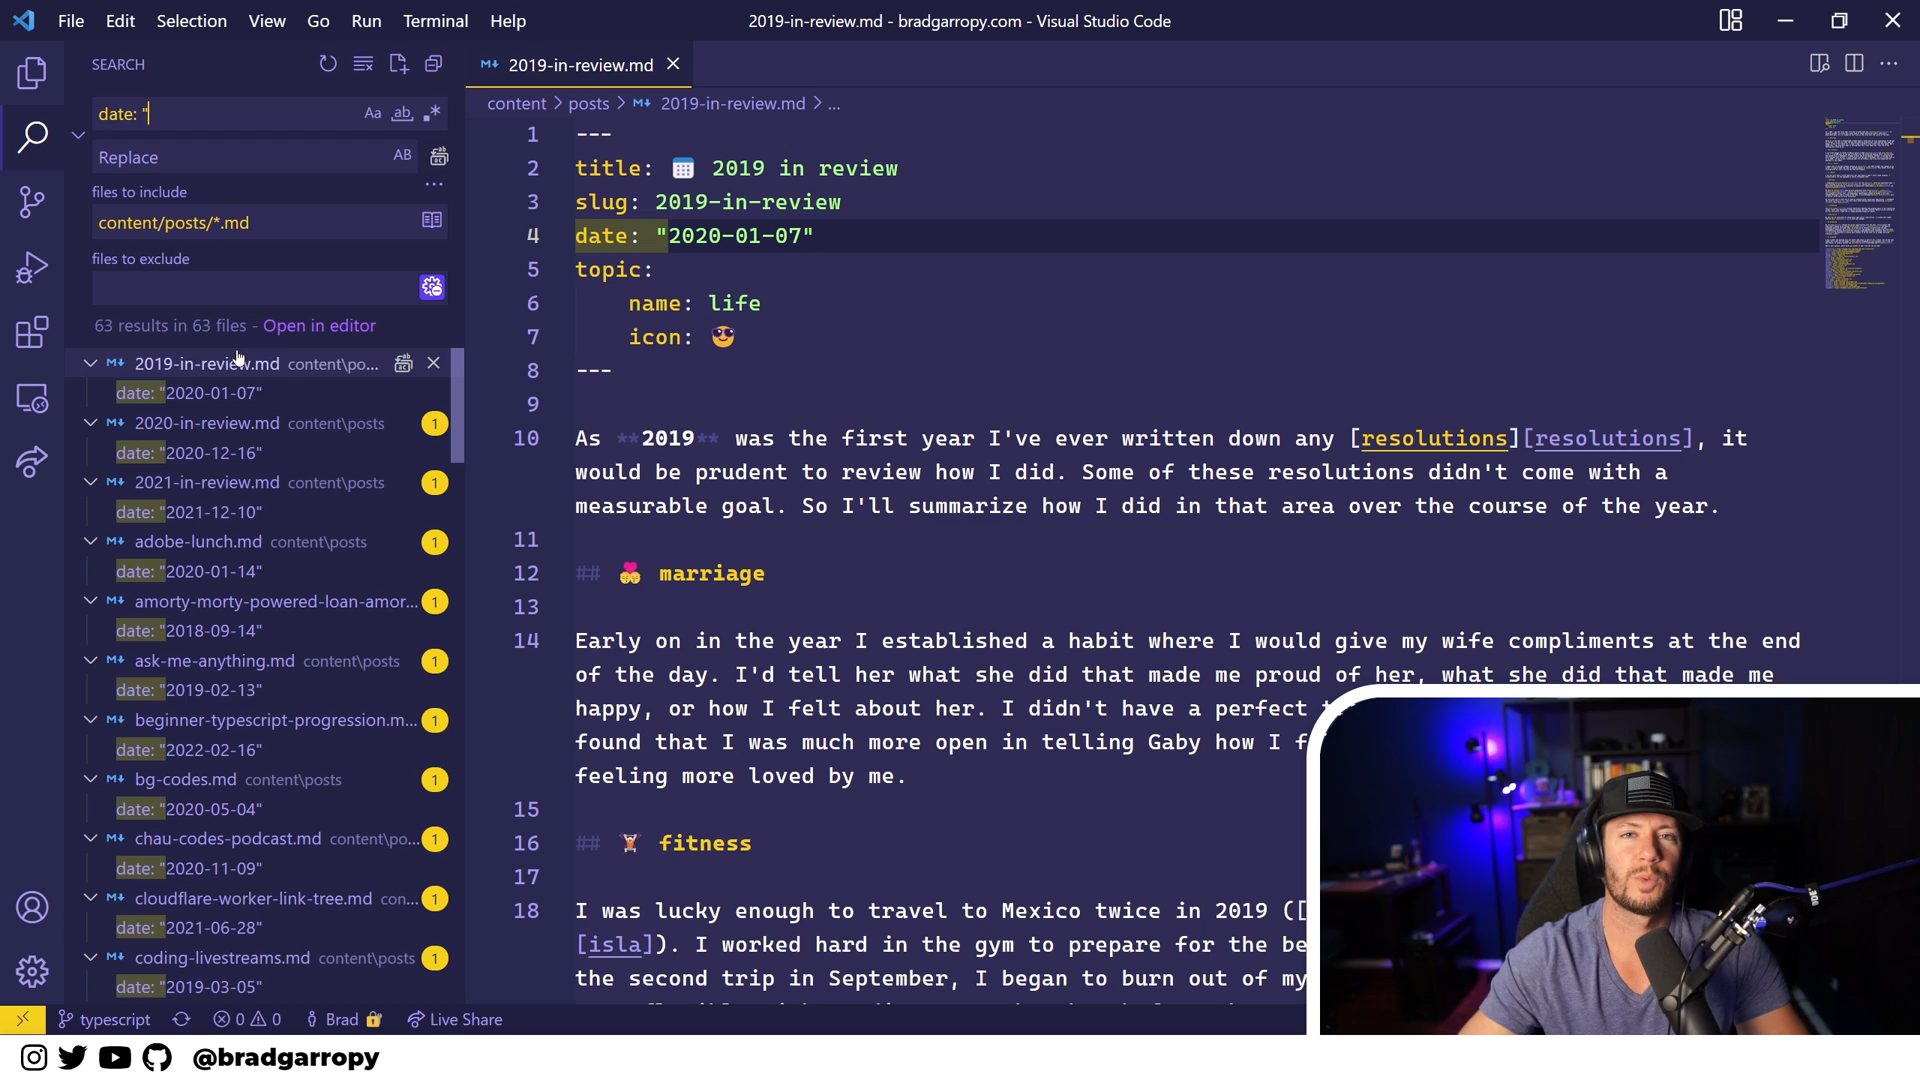 File Edit Selection View Go Run Terminal Help
2019-in-review.md - bradgarropy.com - Visual Studio Code
SEARCH
date: "
Aa ab
Replace
AB
files to include
content/posts/*.md
files to exclude
63 results in 63 files - Open in editor
2019-in-review.md content\po...
date: "2020-01-07"
2020-in-review.md content\posts 1
date: "2020-12-16"
2021-in-review.md content\posts 1
date: "2021-12-10"
adobe-lunch.md content\posts 1
date: "2020-01-14"
amorty-morty-powered-loan-amor... 1
date: "2018-09-14"
ask-me-anything.md content\posts 1
date: "2019-02-13"
beginner-typescript-progression.m... 1
date: "2022-02-16"
bg-codes.md content\posts 1
date: "2020-05-04"
chau-codes-podcast.md content\po... 1
date: "2020-11-09"
cloudflare-worker-link-tree.md con... 1
date: "2021-06-28"
coding-livestreams.md content\posts 1
date: "2019-03-05"
2019-in-review.md
content > posts > 2019-in-review.md > ...
1 ---
2 title: 🗓 2019 in review
3 slug: 2019-in-review
4 date: "2020-01-07"
5 topic:
6 name: life
7 icon: 😎
8 ---
9
10 As **2019** was the first year I've ever written down any [resolutions][resolutions], it
would be prudent to review how I did. Some of these resolutions didn't come with a
measurable goal. So I'll summarize how I did in that area over the course of the year.
11
12 ## 💏 marriage
13
14 Early on in the year I established a habit where I would give my wife compliments at the end
of the day. I'd tell her what she did that made me proud of her, what she did that made me
happy, or how I felt about her. I didn't have a perfect
found that I was much more open in telling Gaby how I
feeling more loved by me.
15
16 ## 🏋 fitness
17
18 I was lucky enough to travel to Mexico twice in 2019 ([
[isla]). I worked hard in the gym to prepare for the be
the second trip in September, I began to burn out of my
typescript 0 0 Brad 🔐 Live Share
@bradgarropy